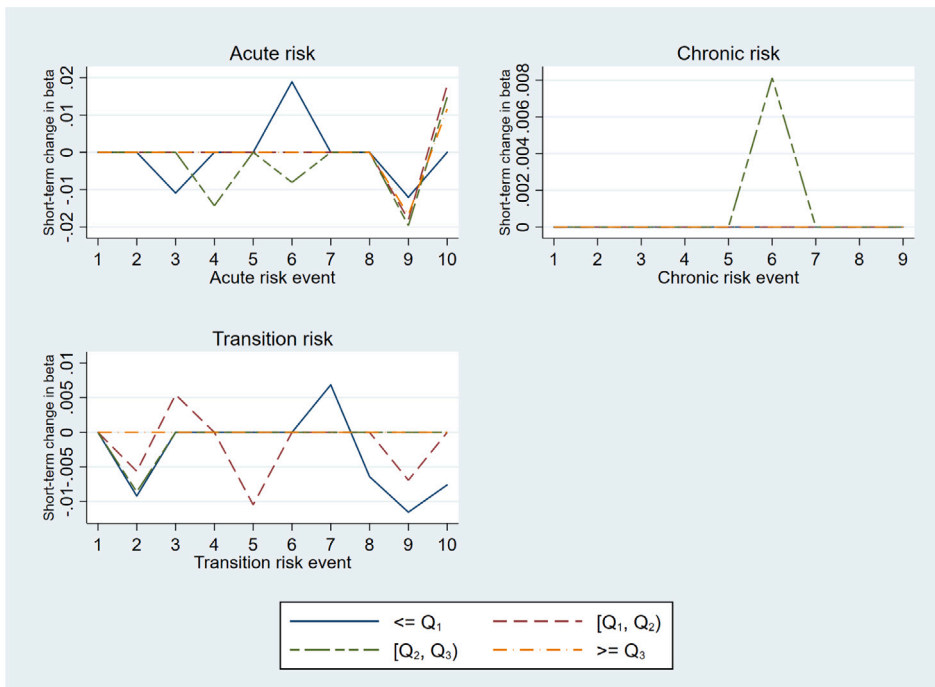 Acute risk
Short-term change in beta
.02
.01
0
-.01
-.02
1 2 3 4 5 6 7 8 9 10
Acute risk event
Chronic risk
Short-term change in beta
.008
.006
.004
.002
0
1 2 3 4 5 6 7 8 9
Chronic risk event
Transition risk
Short-term change in beta
.01
.005
0
-.005
-.01
1 2 3 4 5 6 7 8 9 10
Transition risk event
<= Q₁ [Q₁, Q₂)
[Q₂, Q₃) >= Q₃